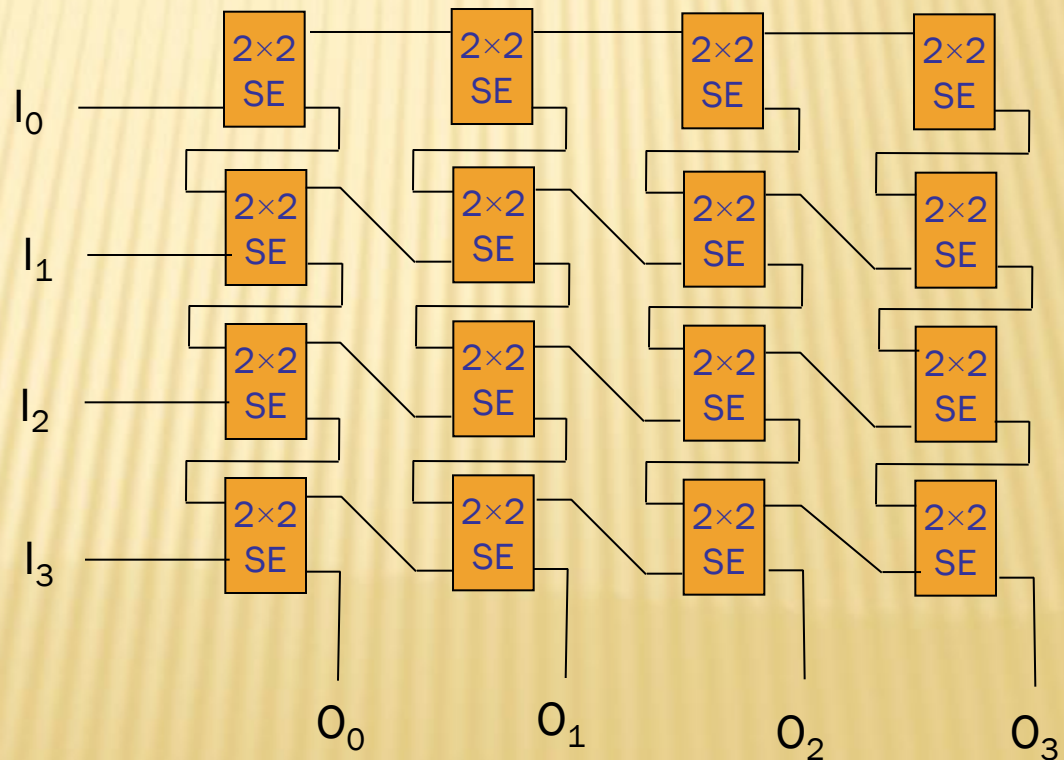 2×2 2×2 2×2 2×2
SE SE SE SE
I₀
2×2 2×2 2×2 2×2
I₁ SE SE SE SE
2×2 2×2 2×2 2×2
I₂ SE SE SE SE
2×2 2×2 2×2 2×2
I₃ SE SE SE SE
O₀ O₁ O₂ O₃